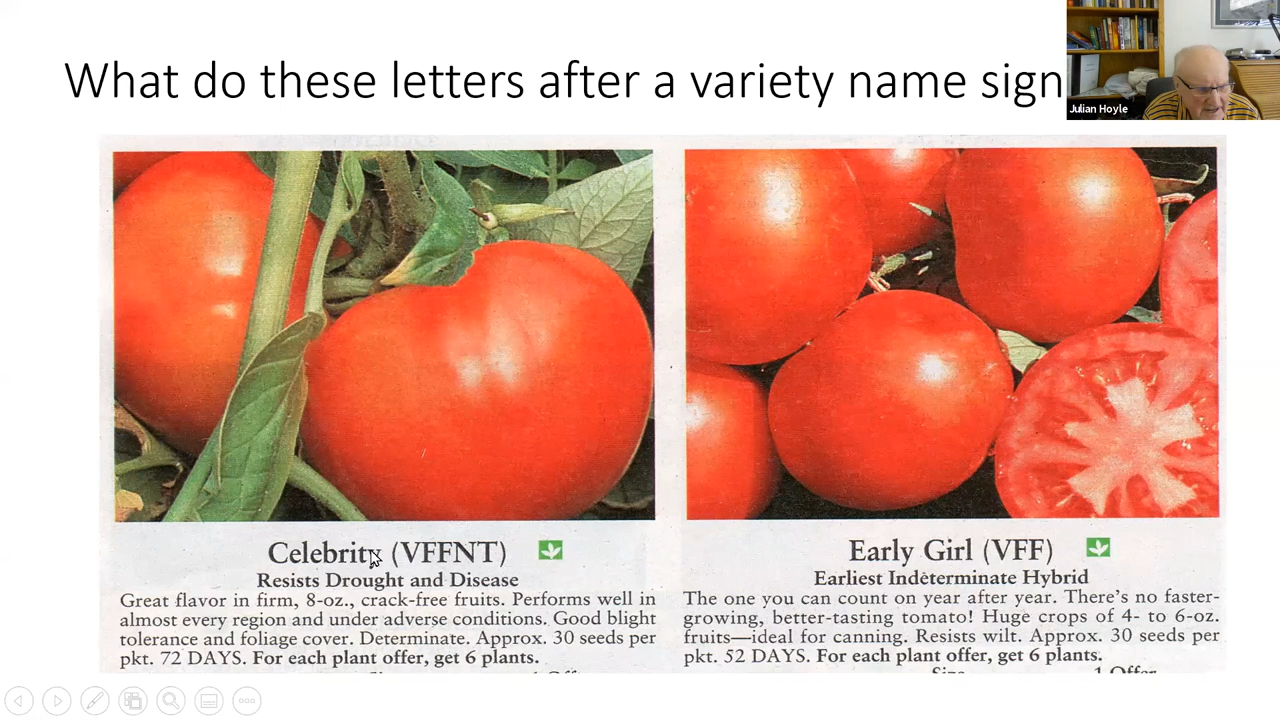 What do these letters after a variety name sign
Julian Hoyle
Celebrity (VFFNT)
Resists Drought and Disease
Great flavor in firm, 8-oz., crack-free fruits. Performs well in
almost every region and under adverse conditions. Good blight
tolerance and foliage cover. Determinate. Approx. 30 seeds per
pkt. 72 DAYS. For each plant offer, get 6 plants.
Early Girl (VFF)
Earliest Indeterminate Hybrid
The one you can count on year after year. There's no faster-
growing, better-tasting tomato! Huge crops of 4- to 6-oz.
fruits—ideal for canning. Resists wilt. Approx. 30 seeds per
pkt. 52 DAYS. For each plant offer, get 6 plants.